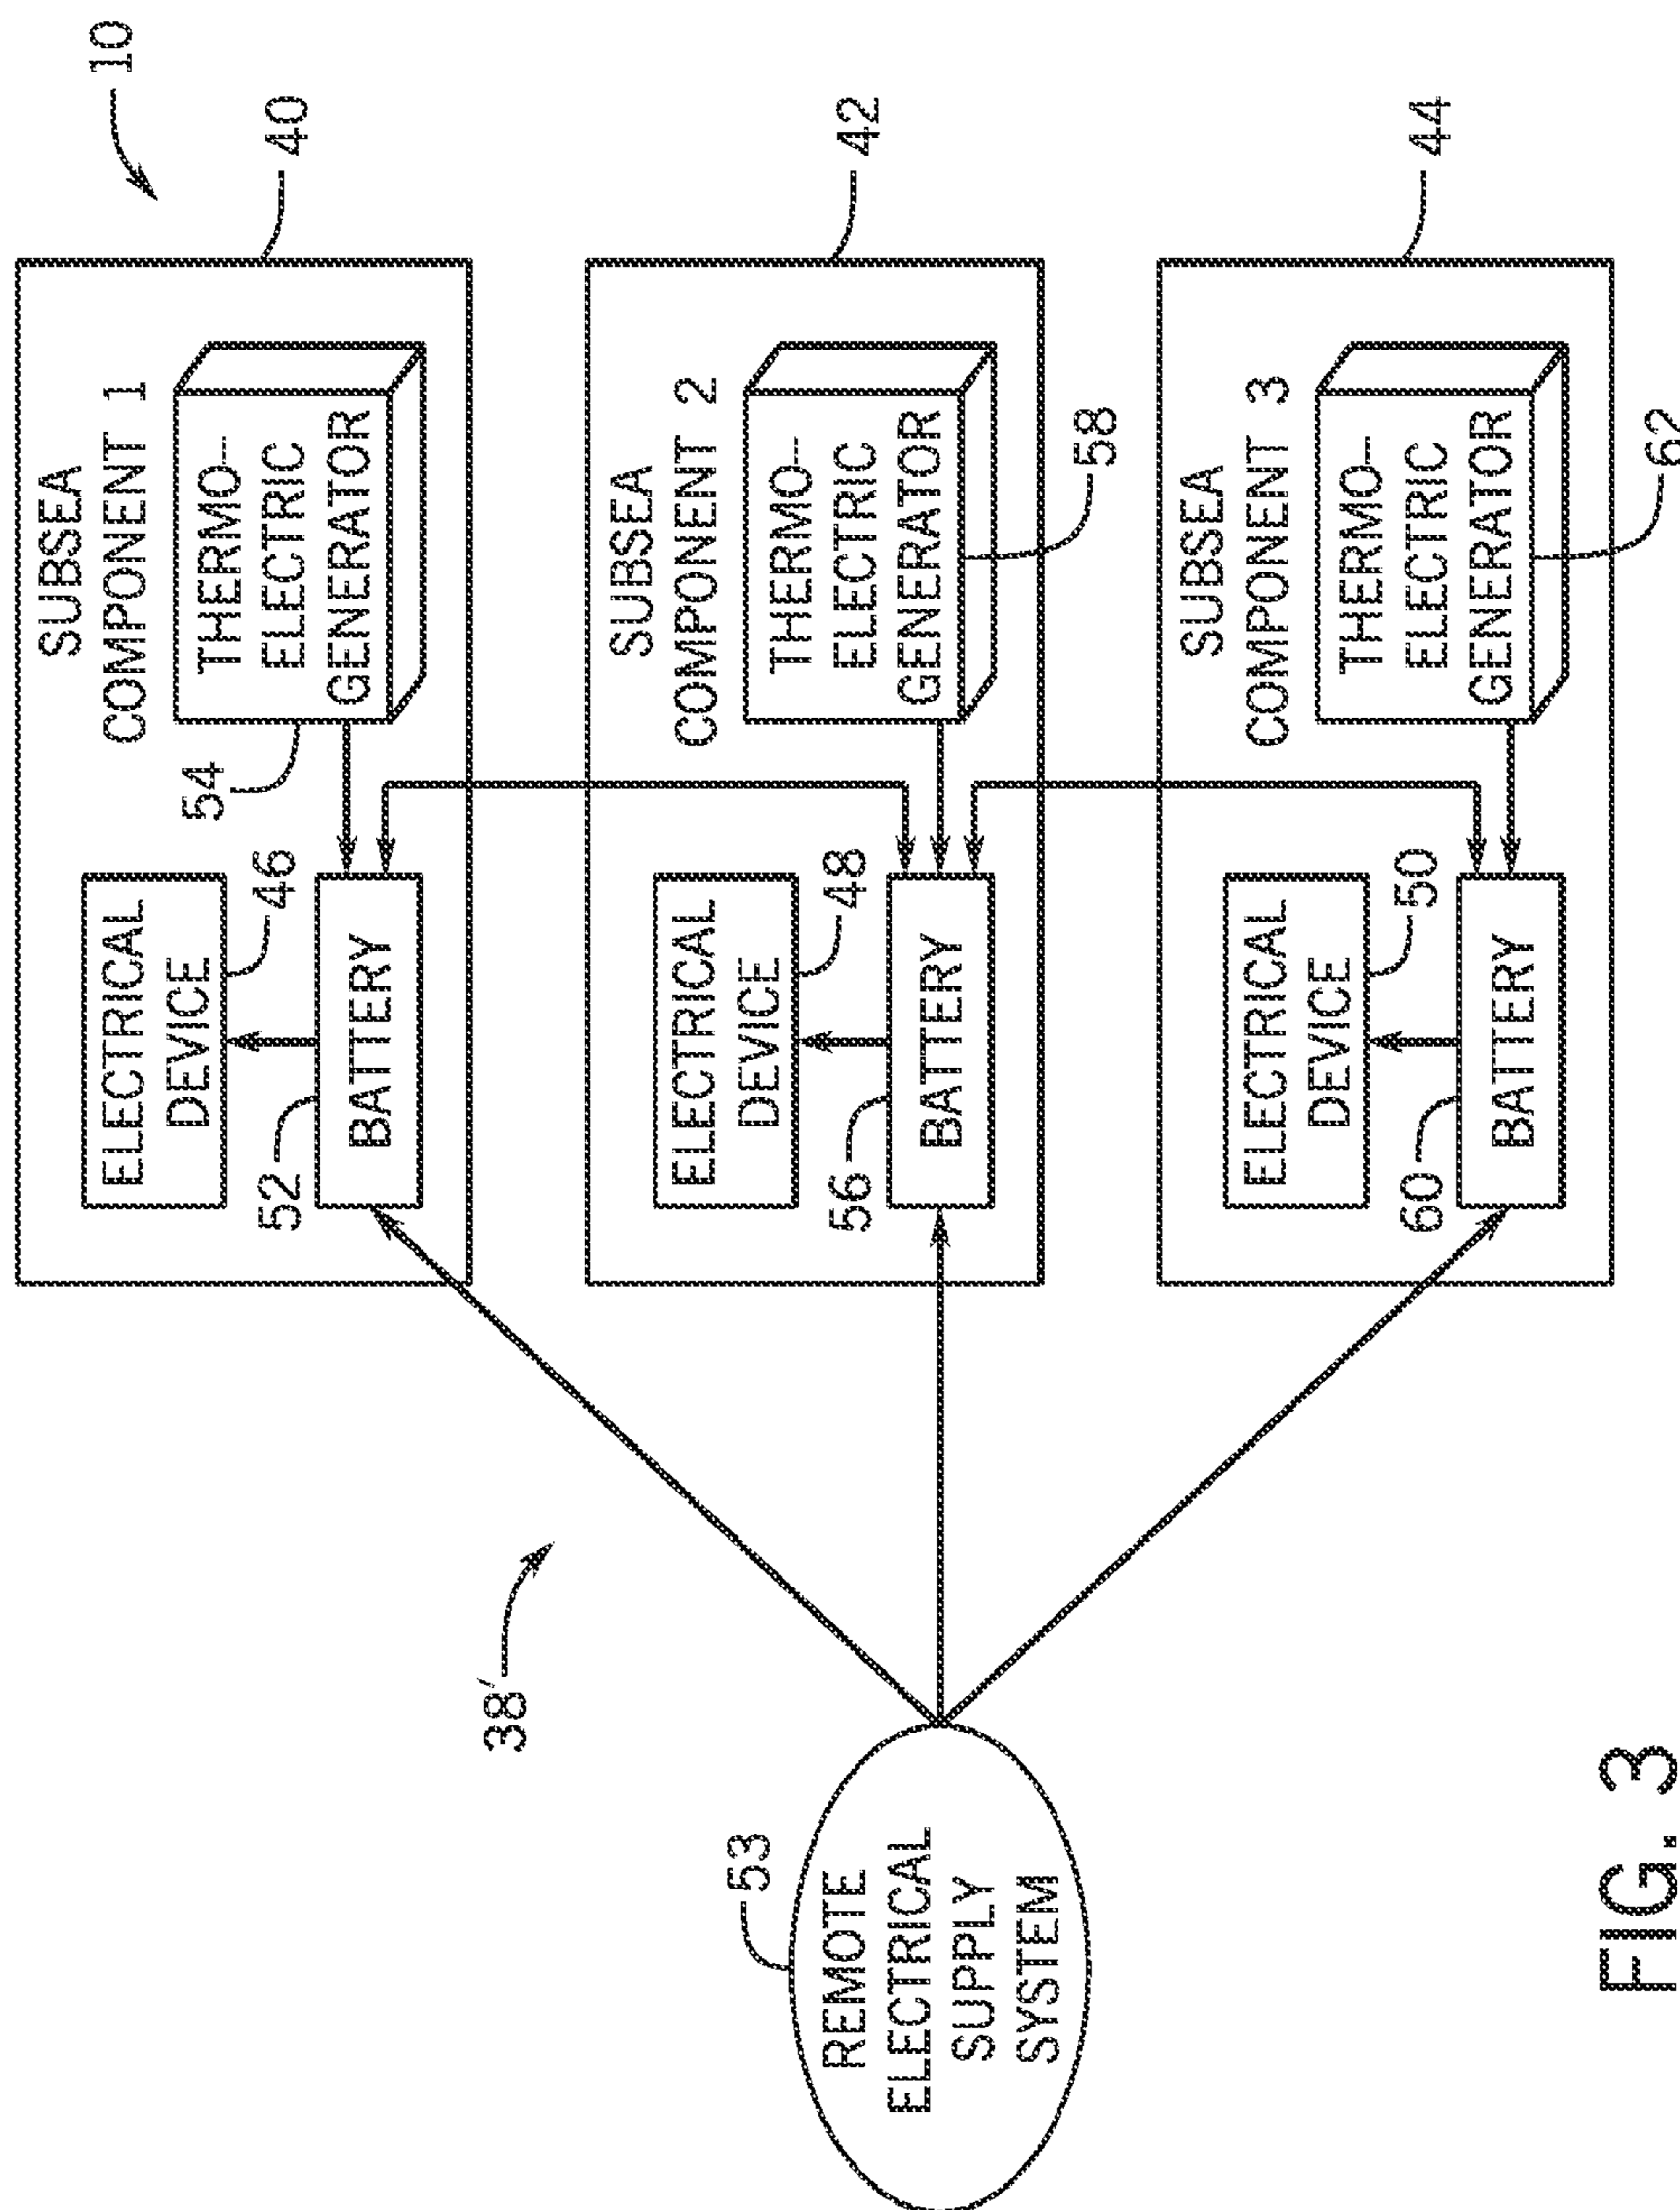 10
SUBSEA
COMPONENT 1
40
THERMO-
ELECTRIC
GENERATOR
54
ELECTRICAL
DEVICE
46
52
BATTERY
SUBSEA
COMPONENT 2
42
THERMO-
ELECTRIC
GENERATOR
58
ELECTRICAL
DEVICE
48
56
BATTERY
SUBSEA
COMPONENT 3
44
THERMO-
ELECTRIC
GENERATOR
62
ELECTRICAL
DEVICE
50
60
BATTERY
38'
53
REMOTE
ELECTRICAL
SUPPLY
SYSTEM
FIG. 3